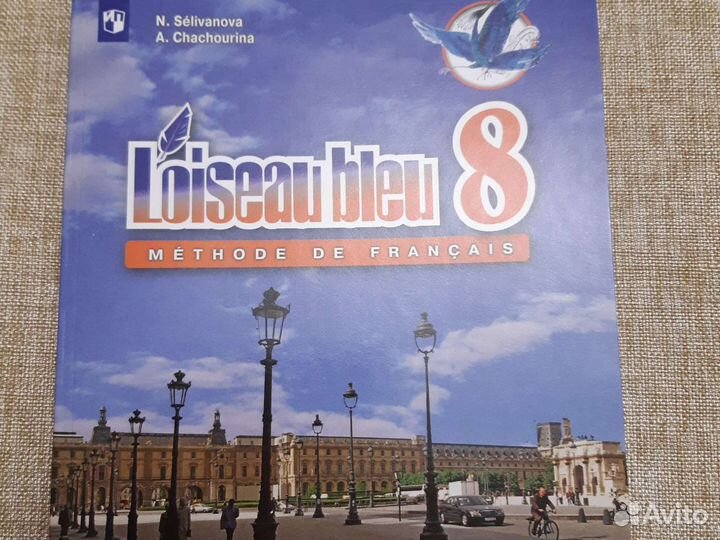 N. Sélivanova
A. Chachourina
L'oiseau bleu 8
MÉTHODE DE FRANÇAIS
Avito